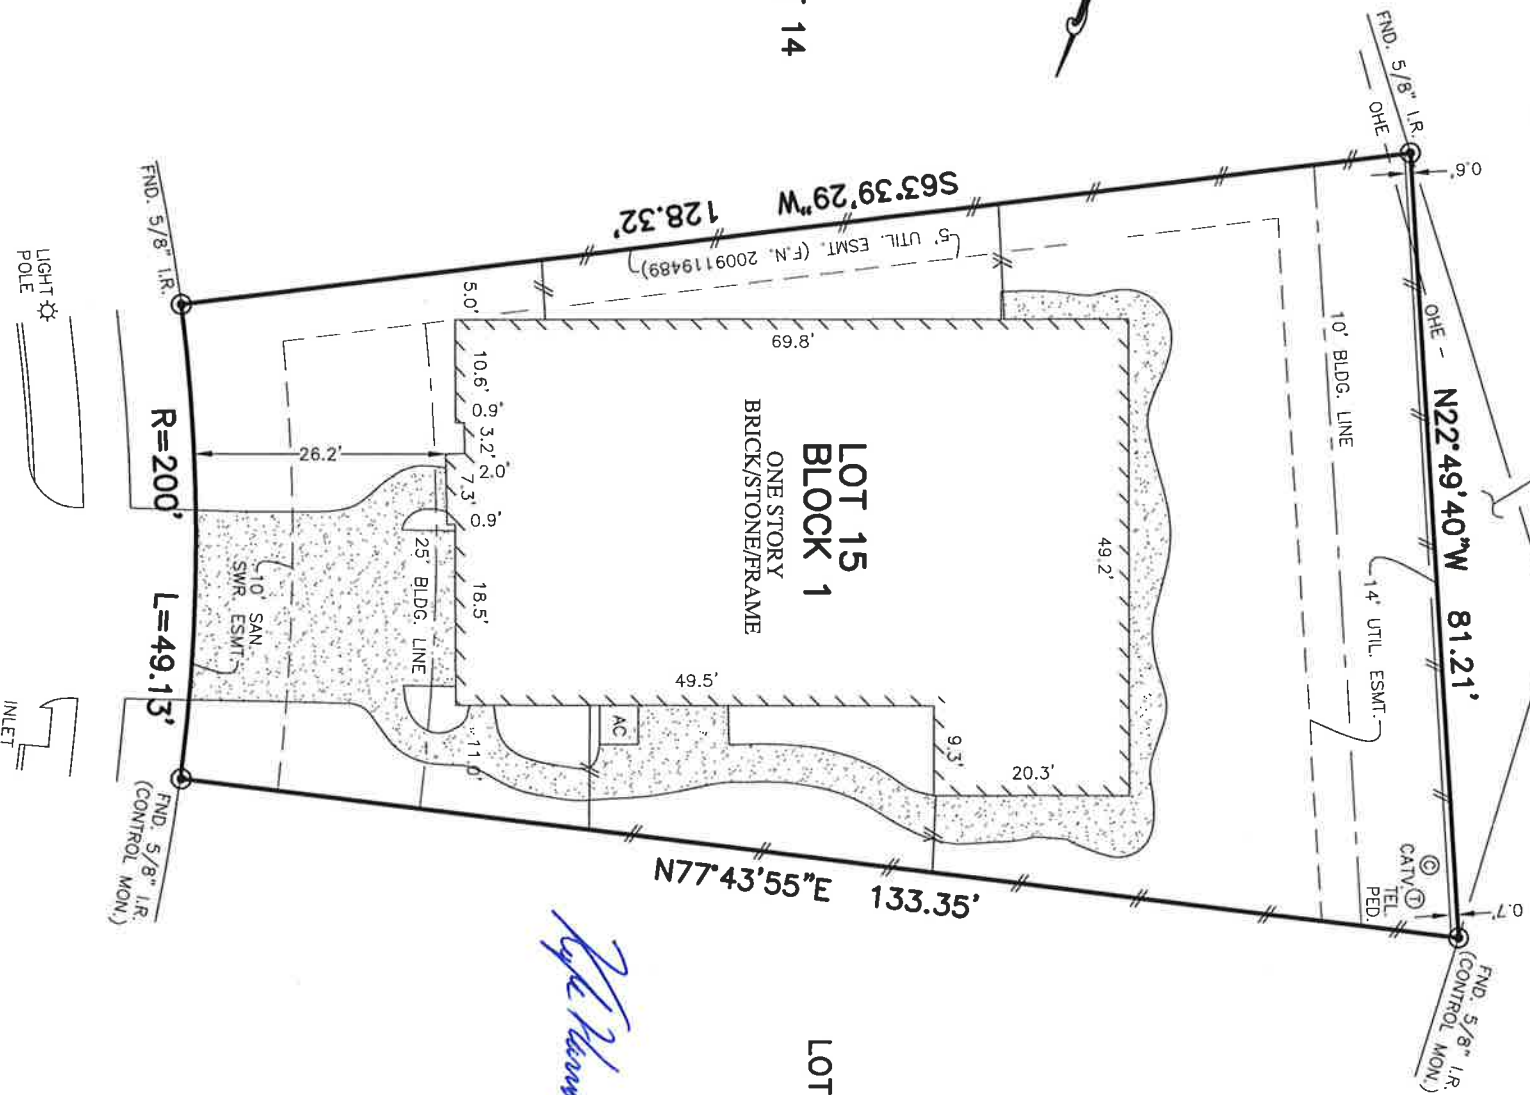 14
FND. 5/8" I.R.
OHE
0.6'
S63°39'29"W 128.32'
5' UTIL. ESMT. (F.N. 2009119489)
10' BLDG. LINE
OHE
N22°49'40"W 81.21'
14' UTIL. ESMT.
FND. 5/8" I.R.
LIGHT
POLE
5.0'
69.8'
10.6'
0.9'
3.2'
2.0'
7.3'
0.9'
18.5'
26.2'
25' BLDG. LINE
LOT 15
BLOCK 1
ONE STORY
BRICK/STONE/FRAME
49.2'
49.5'
AC
9.3'
20.3'
11.0'
R=200' L=49.13'
10' SAN.
SWR. ESMT.
INLET
FND. 5/8" I.R.
(CONTROL MON.)
N77°43'55"E 133.35'
C
CATV
T
TEL.
PED.
0.7'
FND. 5/8" I.R.
(CONTROL MON.)
LOT
Kyle